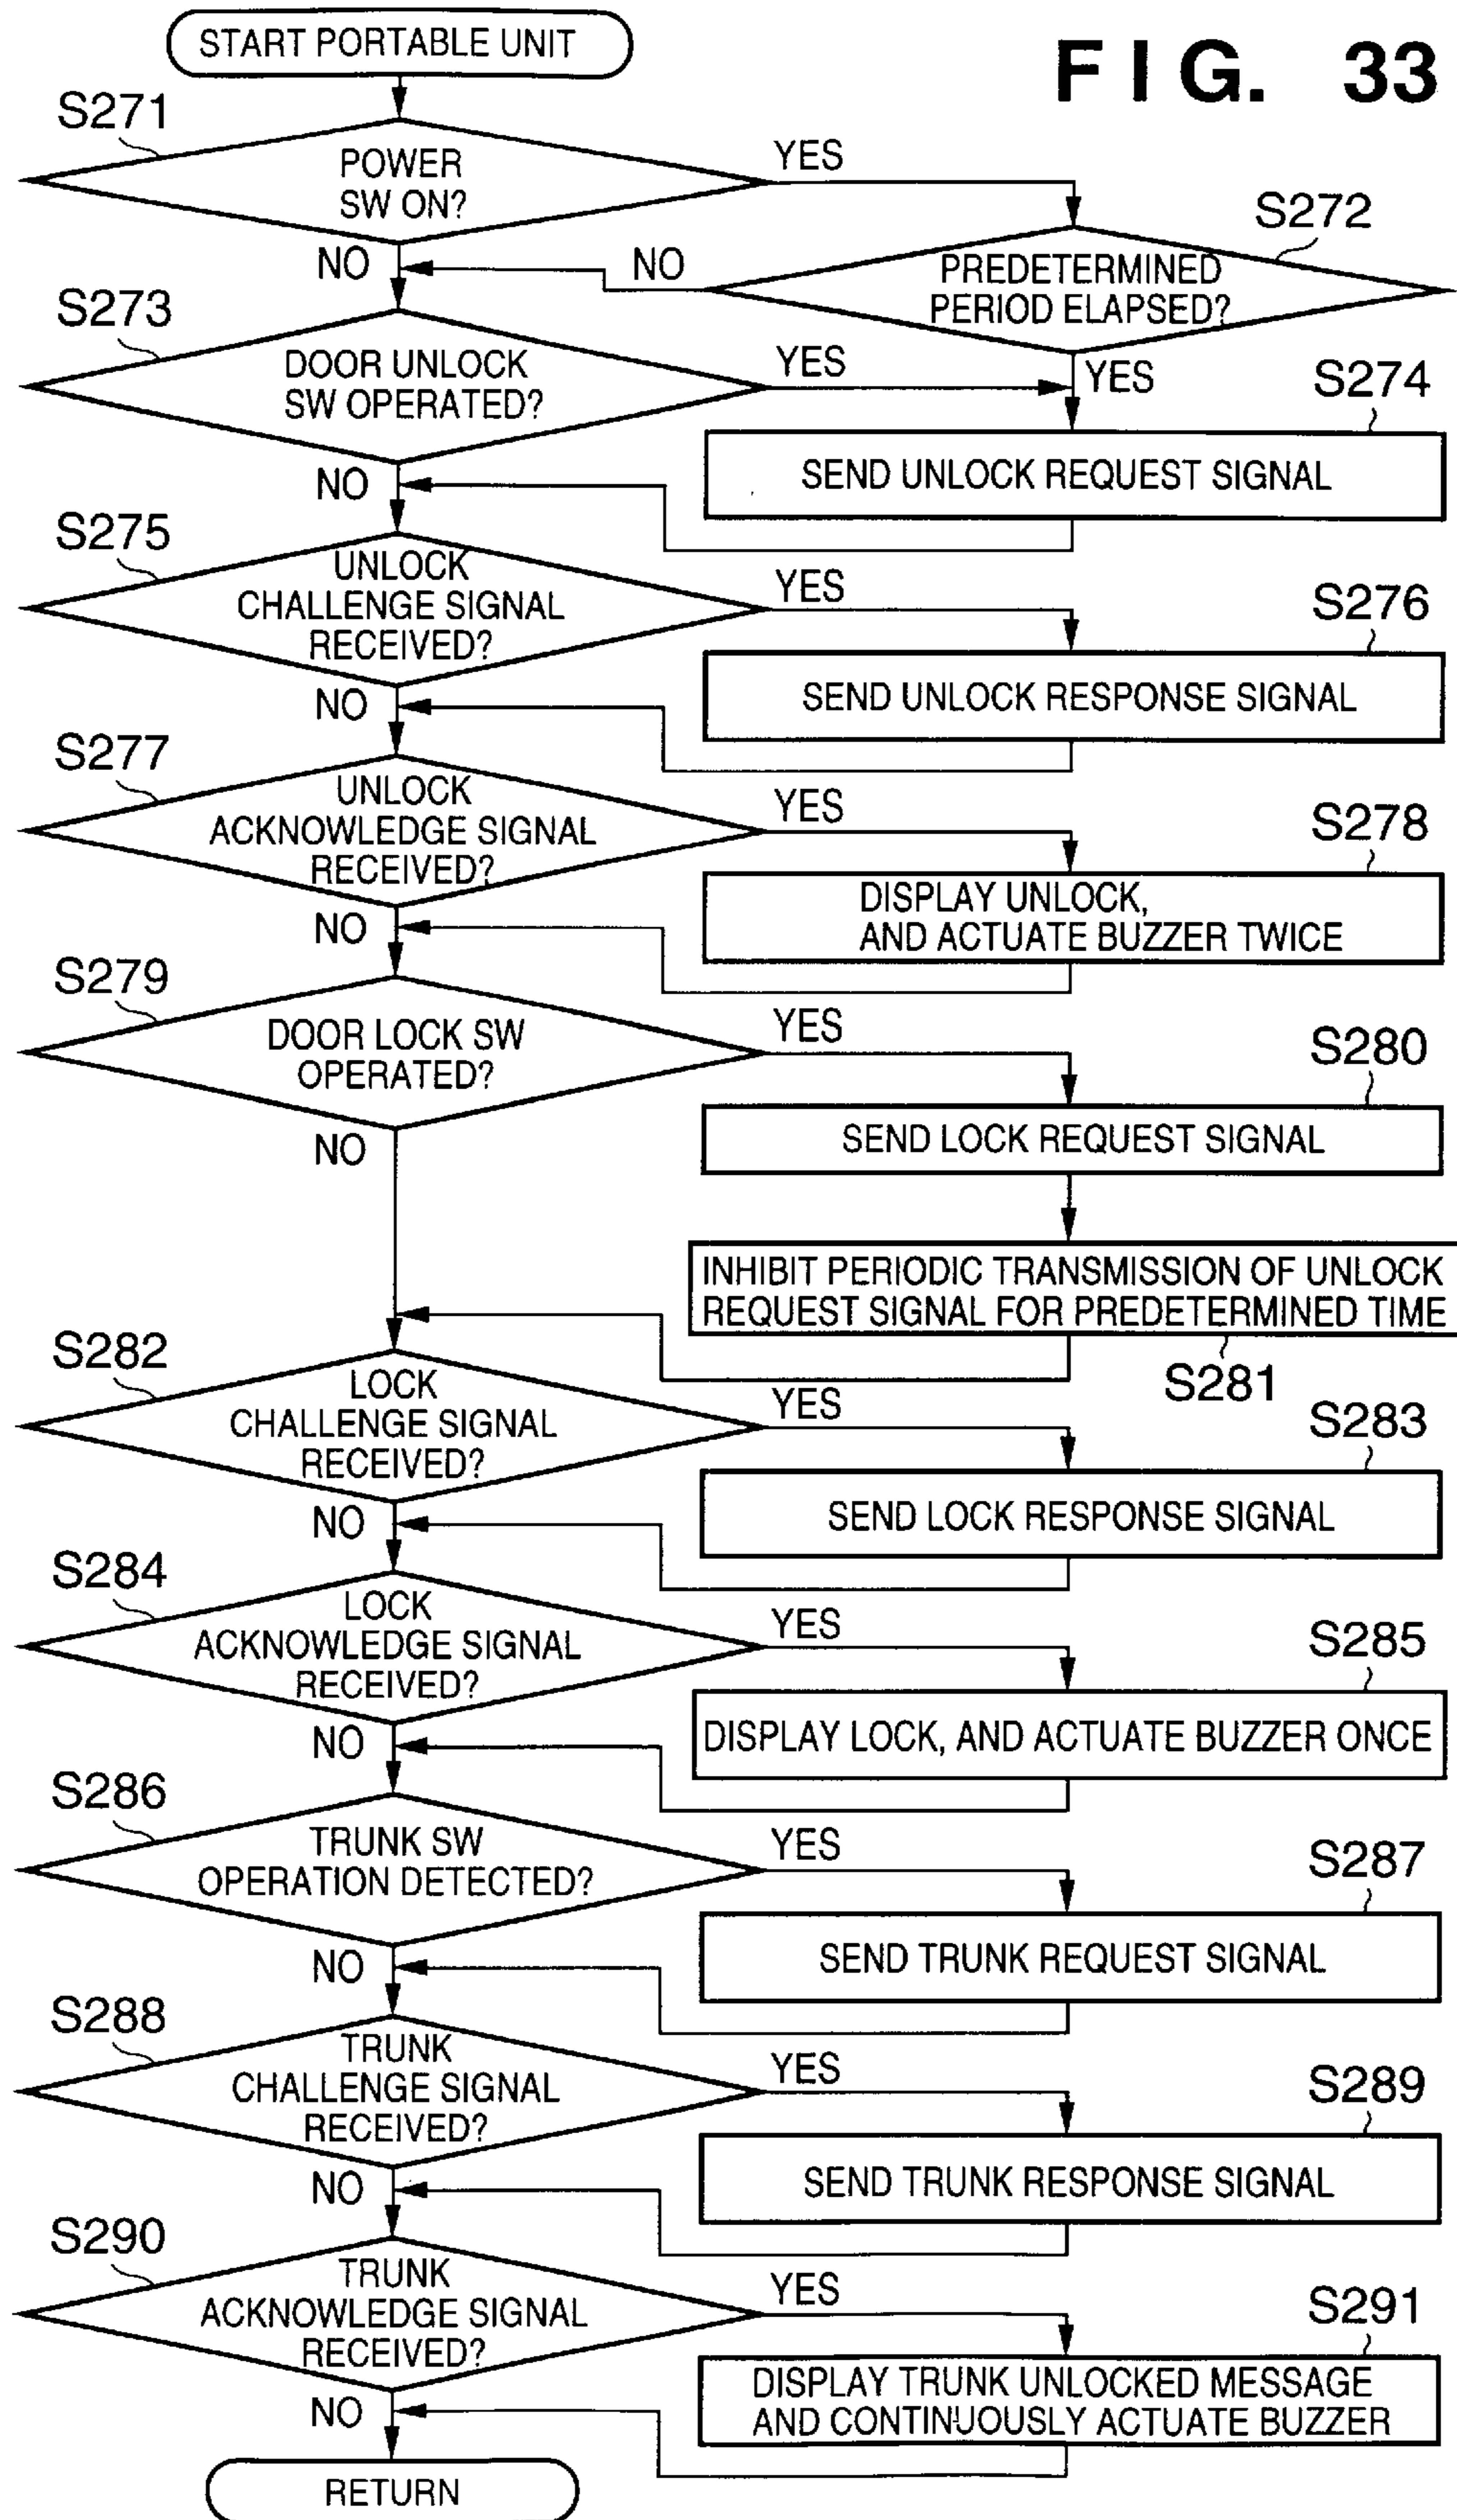 START PORTABLE UNIT
FIG. 33
S271
POWER
SW ON?
YES
NO
S272
PREDETERMINED
PERIOD ELAPSED?
NO
YES
S273
DOOR UNLOCK
SW OPERATED?
YES
NO
S274
SEND UNLOCK REQUEST SIGNAL
S275
UNLOCK
CHALLENGE SIGNAL
RECEIVED?
YES
NO
S276
SEND UNLOCK RESPONSE SIGNAL
S277
UNLOCK
ACKNOWLEDGE SIGNAL
RECEIVED?
YES
NO
S278
DISPLAY UNLOCK,
AND ACTUATE BUZZER TWICE
S279
DOOR LOCK SW
OPERATED?
YES
NO
S280
SEND LOCK REQUEST SIGNAL
INHIBIT PERIODIC TRANSMISSION OF UNLOCK
REQUEST SIGNAL FOR PREDETERMINED TIME
S281
S282
LOCK
CHALLENGE SIGNAL
RECEIVED?
YES
NO
S283
SEND LOCK RESPONSE SIGNAL
S284
LOCK
ACKNOWLEDGE SIGNAL
RECEIVED?
YES
NO
S285
DISPLAY LOCK, AND ACTUATE BUZZER ONCE
S286
TRUNK SW
OPERATION DETECTED?
YES
NO
S287
SEND TRUNK REQUEST SIGNAL
S288
TRUNK
CHALLENGE SIGNAL
RECEIVED?
YES
NO
S289
SEND TRUNK RESPONSE SIGNAL
S290
TRUNK
ACKNOWLEDGE SIGNAL
RECEIVED?
YES
NO
S291
DISPLAY TRUNK UNLOCKED MESSAGE
AND CONTINUOUSLY ACTUATE BUZZER
RETURN